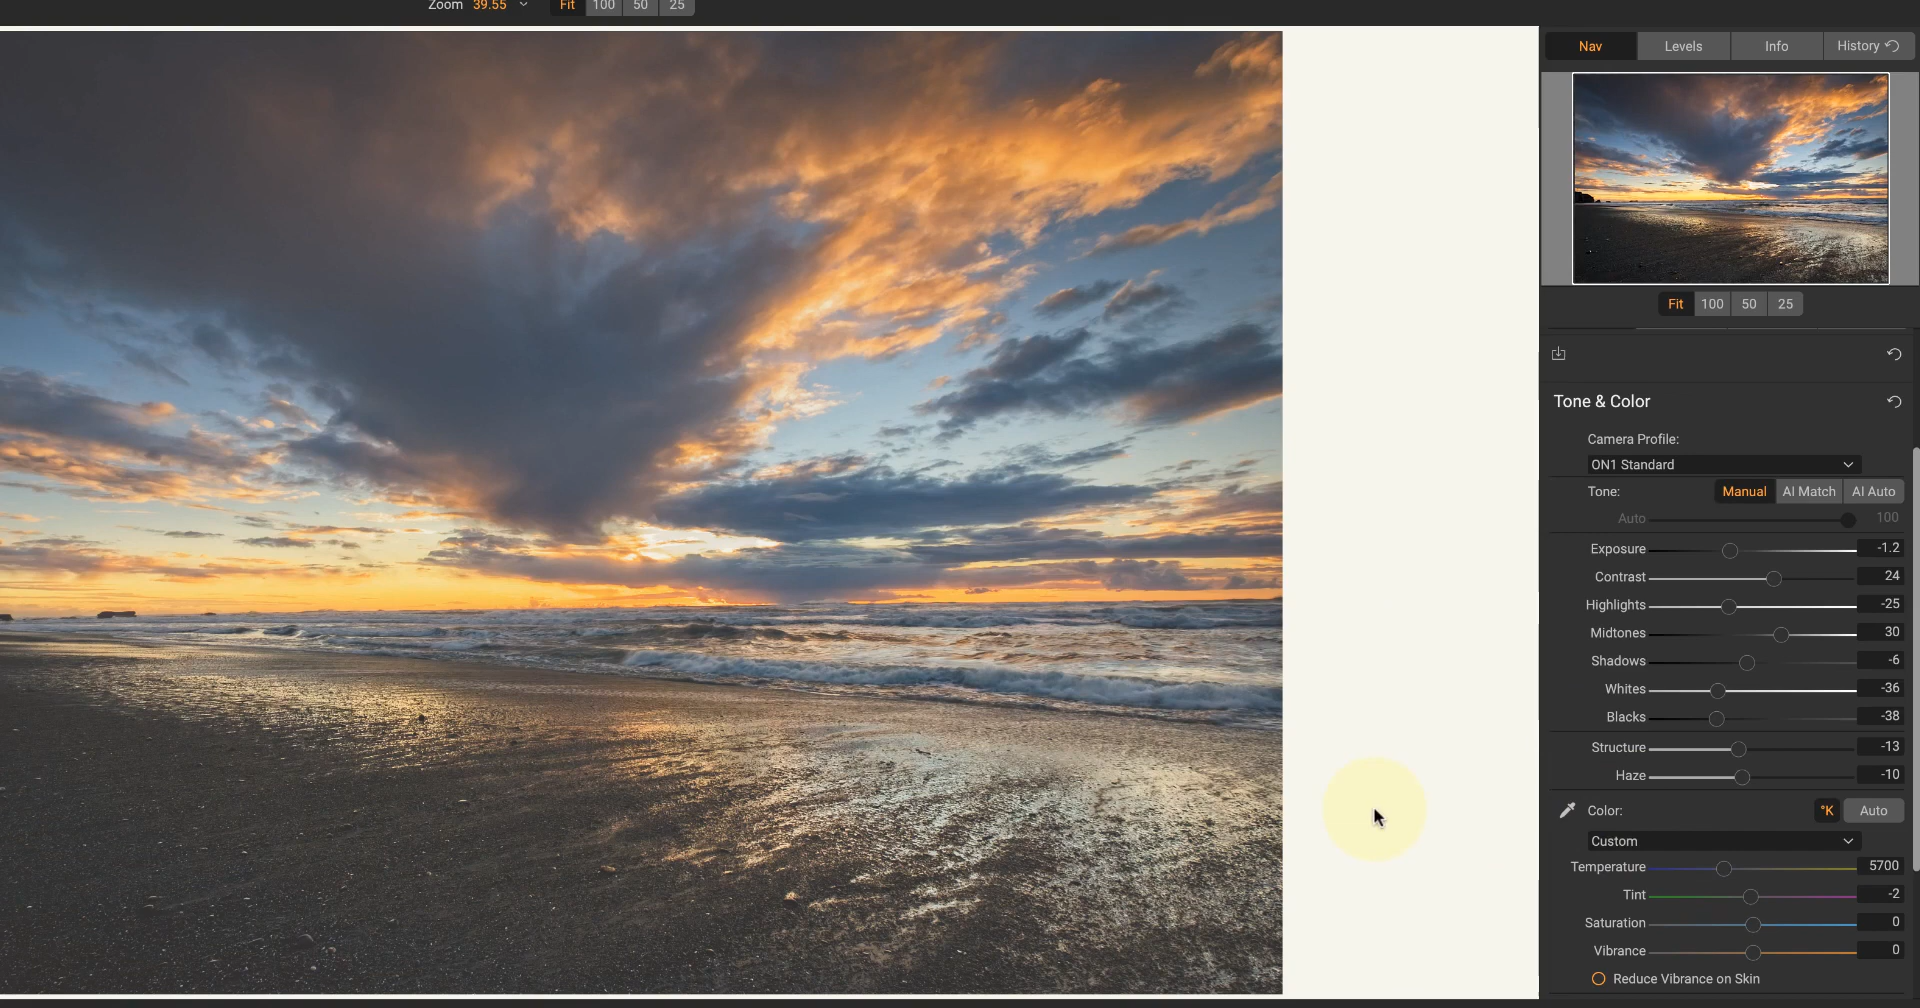 Zoom 39.55 Fit 100 50 25
Nav Levels Info History
Fit 100 50 25
Tone & Color
Camera Profile:
ON1 Standard
Tone: Manual AI Match AI Auto
Auto 100
Exposure -1.2
Contrast 24
Highlights -25
Midtones 30
Shadows -6
Whites -36
Blacks -38
Structure -13
Haze -10
Color: °K Auto
Custom
Temperature 5700
Tint -2
Saturation 0
Vibrance 0
Reduce Vibrance on Skin